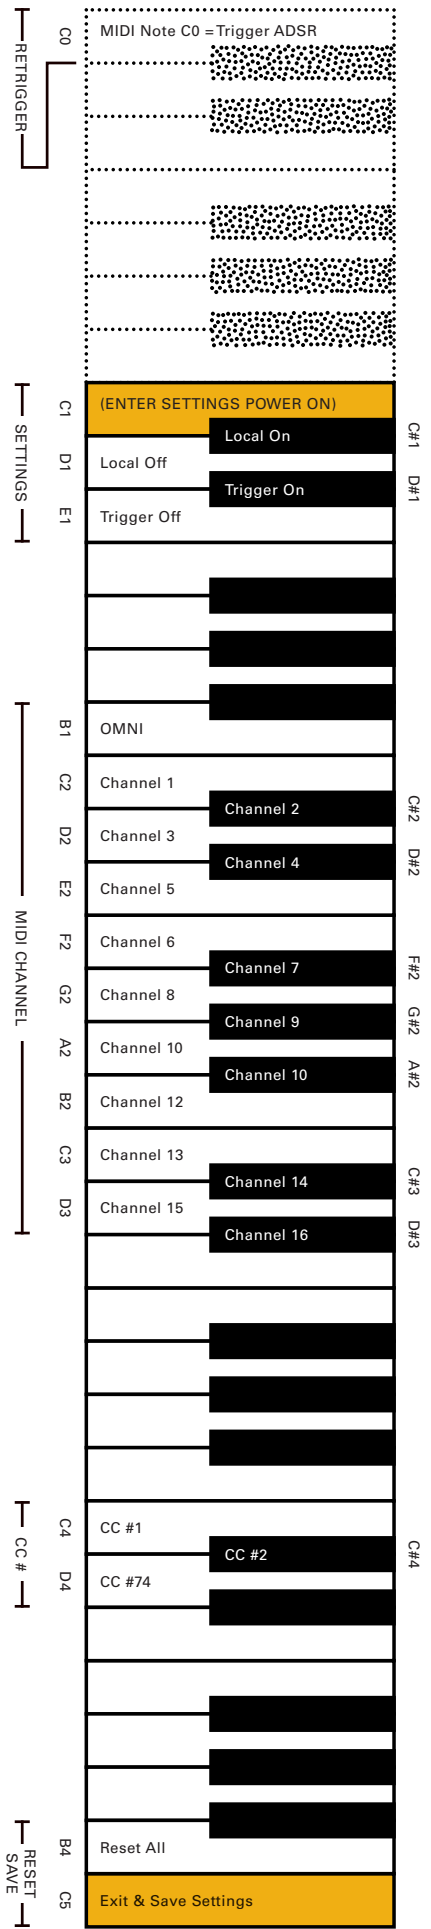 C0
MIDI Note C0 = Trigger ADSR
RETRIGGER
C1
(ENTER SETTINGS POWER ON)
Local On
C#1
D1
Local Off
Trigger On
D#1
E1
Trigger Off
SETTINGS
B1
OMNI
C2
Channel 1
Channel 2
C#2
D2
Channel 3
Channel 4
D#2
E2
Channel 5
F2
Channel 6
Channel 7
F#2
G2
Channel 8
Channel 9
G#2
A2
Channel 10
Channel 10
A#2
B2
Channel 12
C3
Channel 13
Channel 14
C#3
D3
Channel 15
Channel 16
D#3
MIDI CHANNEL
C4
CC #1
CC #2
C#4
D4
CC #74
CC #
B4
Reset All
C5
Exit & Save Settings
RESET
SAVE